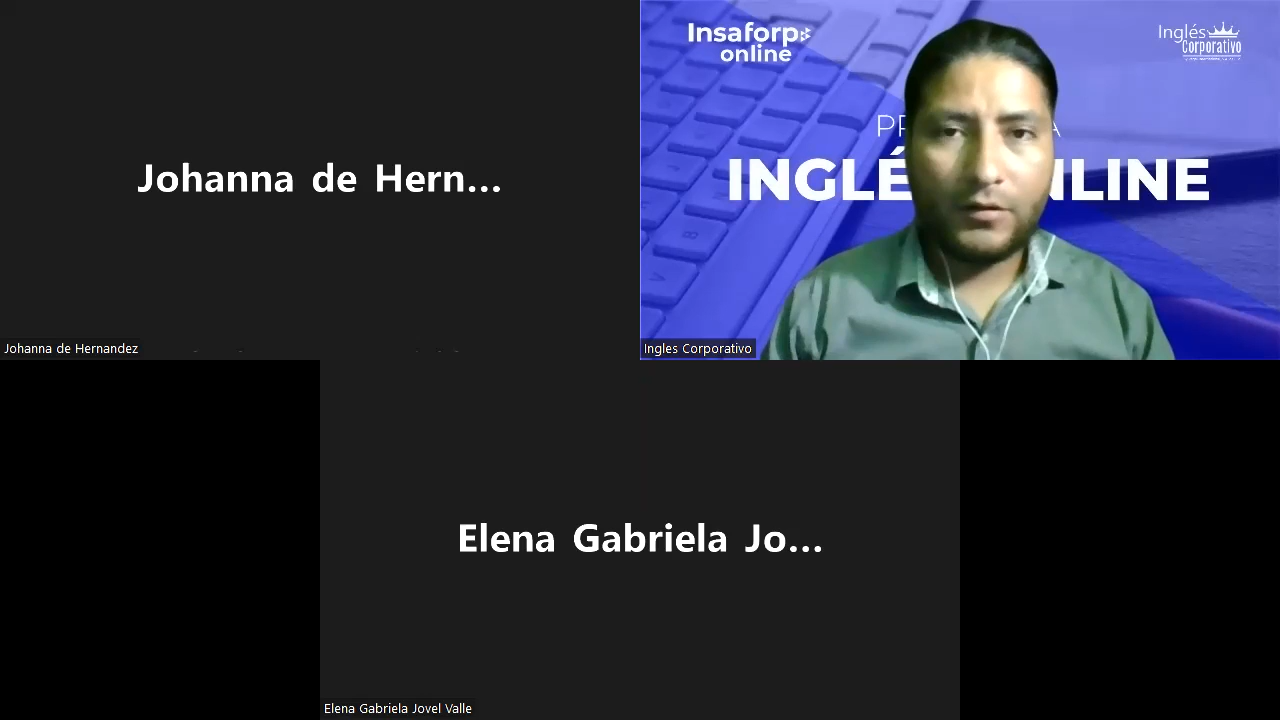 Johanna de Hern...
Johanna de Hernandez
Insaforp
online
Inglés
Corporativo
INGLÉ
NLINE
Ingles Corporativo
Elena Gabriela Jo...
Elena Gabriela Jovel Valle